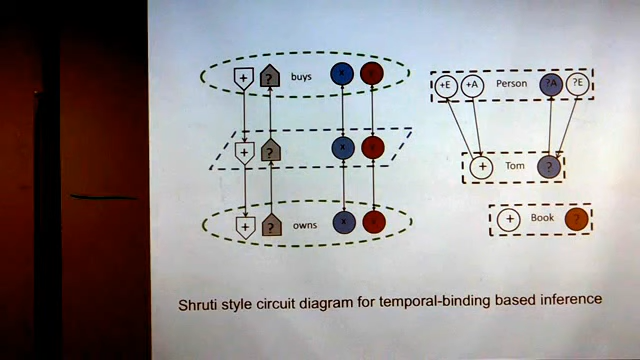 + ? buys x x
+ ? x x
+ ? owns x x
+E +A Person ?A ?E
+ Tom ?
+ Book ?
Shruti style circuit diagram for temporal-binding based inference